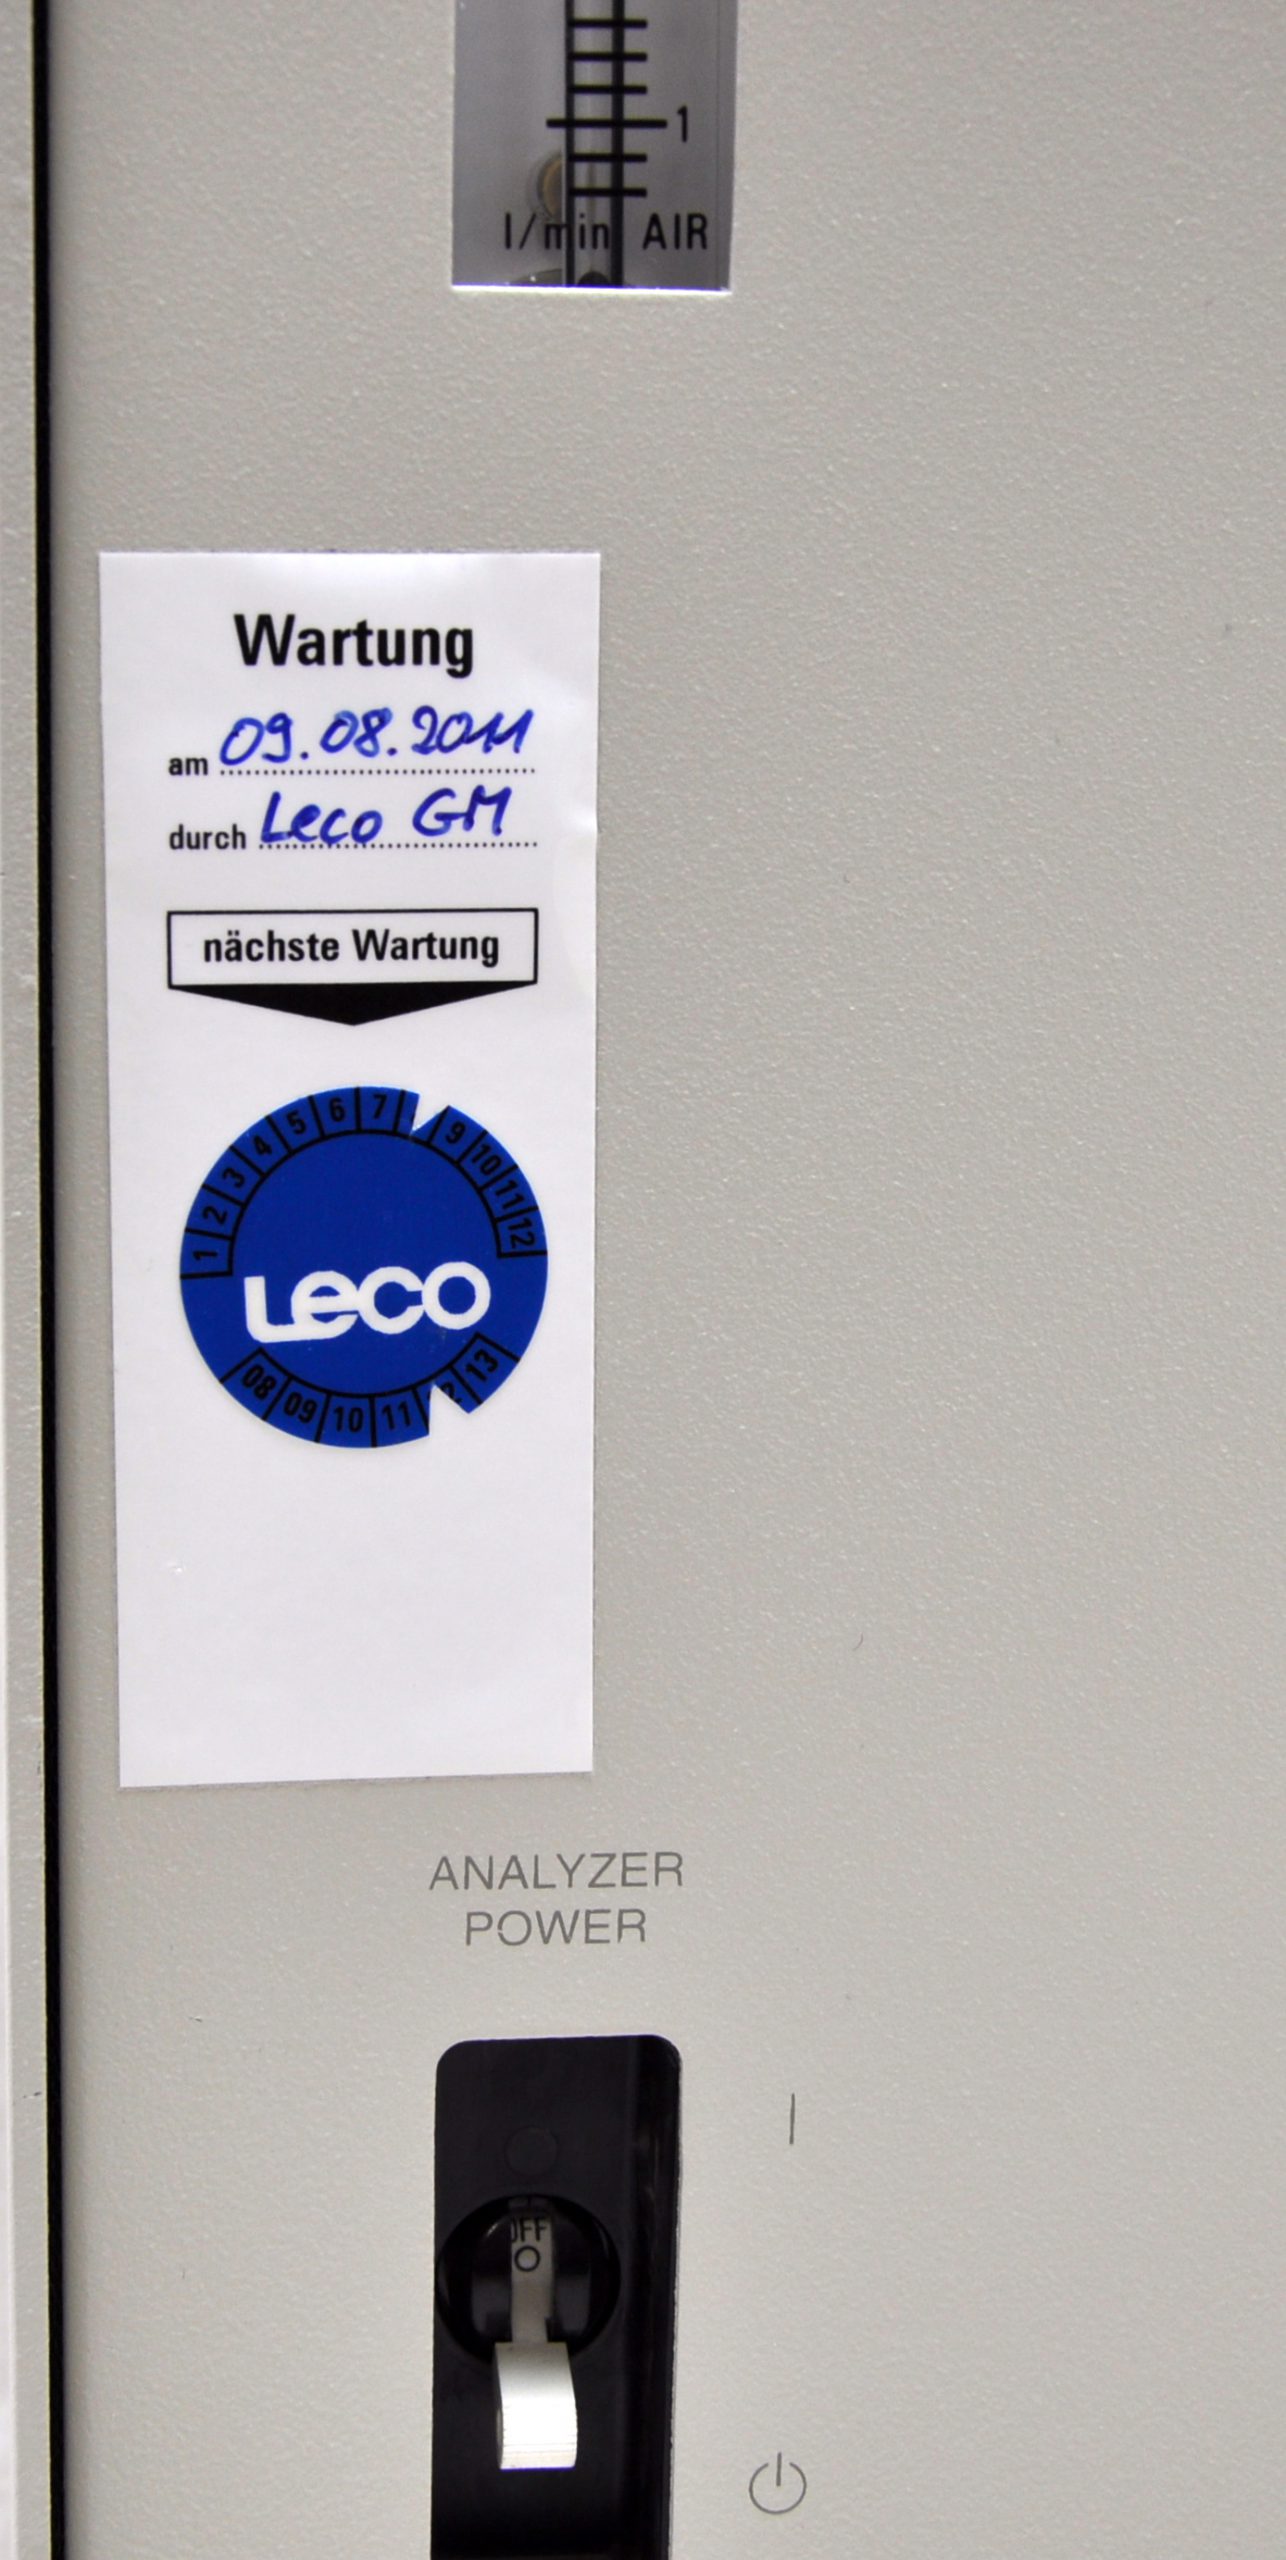 1
l/min AIR
Wartung
am 09.08.2011
durch Leco GM
nächste Wartung
1 2 3 4 5 6 7 9 10 11 12
Leco
08 09 10 11 13
ANALYZER
POWER
OFF